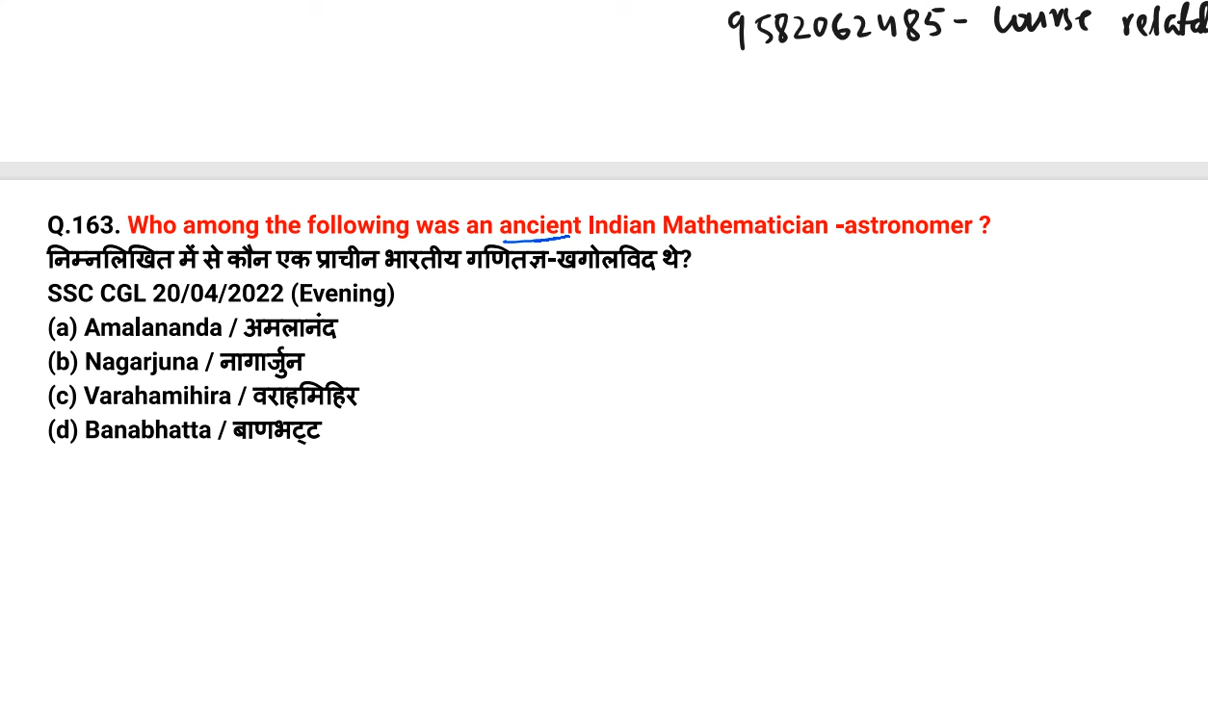 9582062485- Course related
Q.163. Who among the following was an ancient Indian Mathematician -astronomer ?
निम्नलिखित में से कौन एक प्राचीन भारतीय गणितज्ञ-खगोलविद थे?
SSC CGL 20/04/2022 (Evening)
(a) Amalananda / अमलानंद
(b) Nagarjuna / नागार्जुन
(c) Varahamihira / वराहमिहिर
(d) Banabhatta / बाणभट्ट